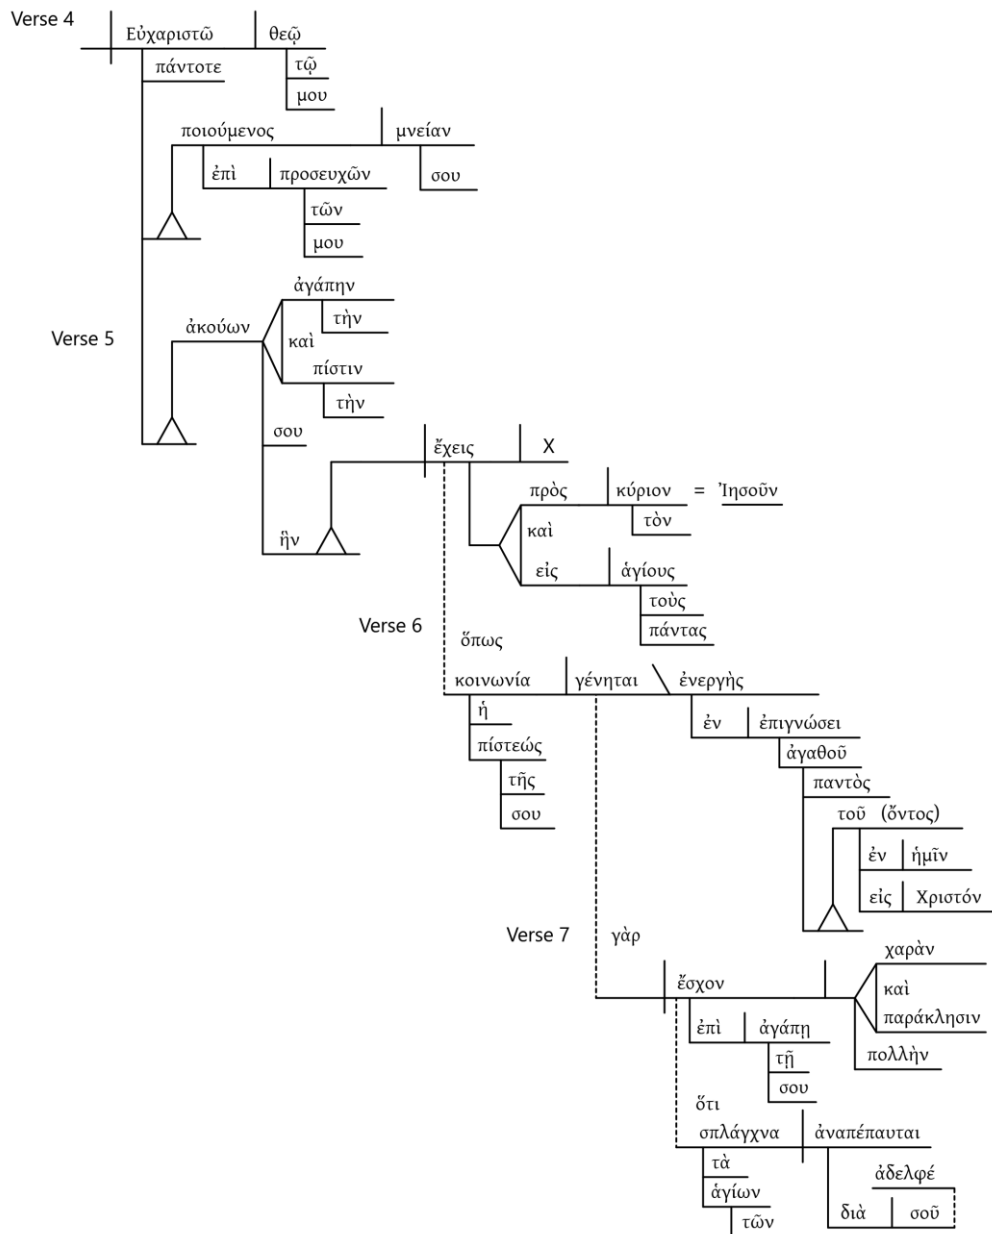 Verse 4
Εὐχαριστῶ θεῷ
πάντοτε τῷ
μου
ποιούμενος μνείαν
ἐπὶ προσευχῶν σου
τῶν
μου
ἀγάπην
τὴν
Verse 5 ἀκούων καὶ
πίστιν
τὴν
σου
ἔχεις X
πρὸς κύριον = Ἰησοῦν
τὸν
ἣν καὶ
εἰς ἁγίους
τοὺς
Verse 6 πάντας
ὅπως
κοινωνία γένηται ἐνεργὴς
ἡ ἐν ἐπιγνώσει
πίστεώς ἀγαθοῦ
τῆς παντὸς
σου τοῦ (ὄντος)
ἐν ἡμῖν
εἰς Χριστόν
Verse 7 γὰρ
χαρὰν
ἔσχον καὶ
παράκλησιν
ἐπὶ ἀγάπῃ πολλὴν
τῇ
σου
ὅτι
σπλάγχνα ἀναπέπαυται
τὰ ἀδελφέ
ἁγίων
διὰ σοῦ
τῶν